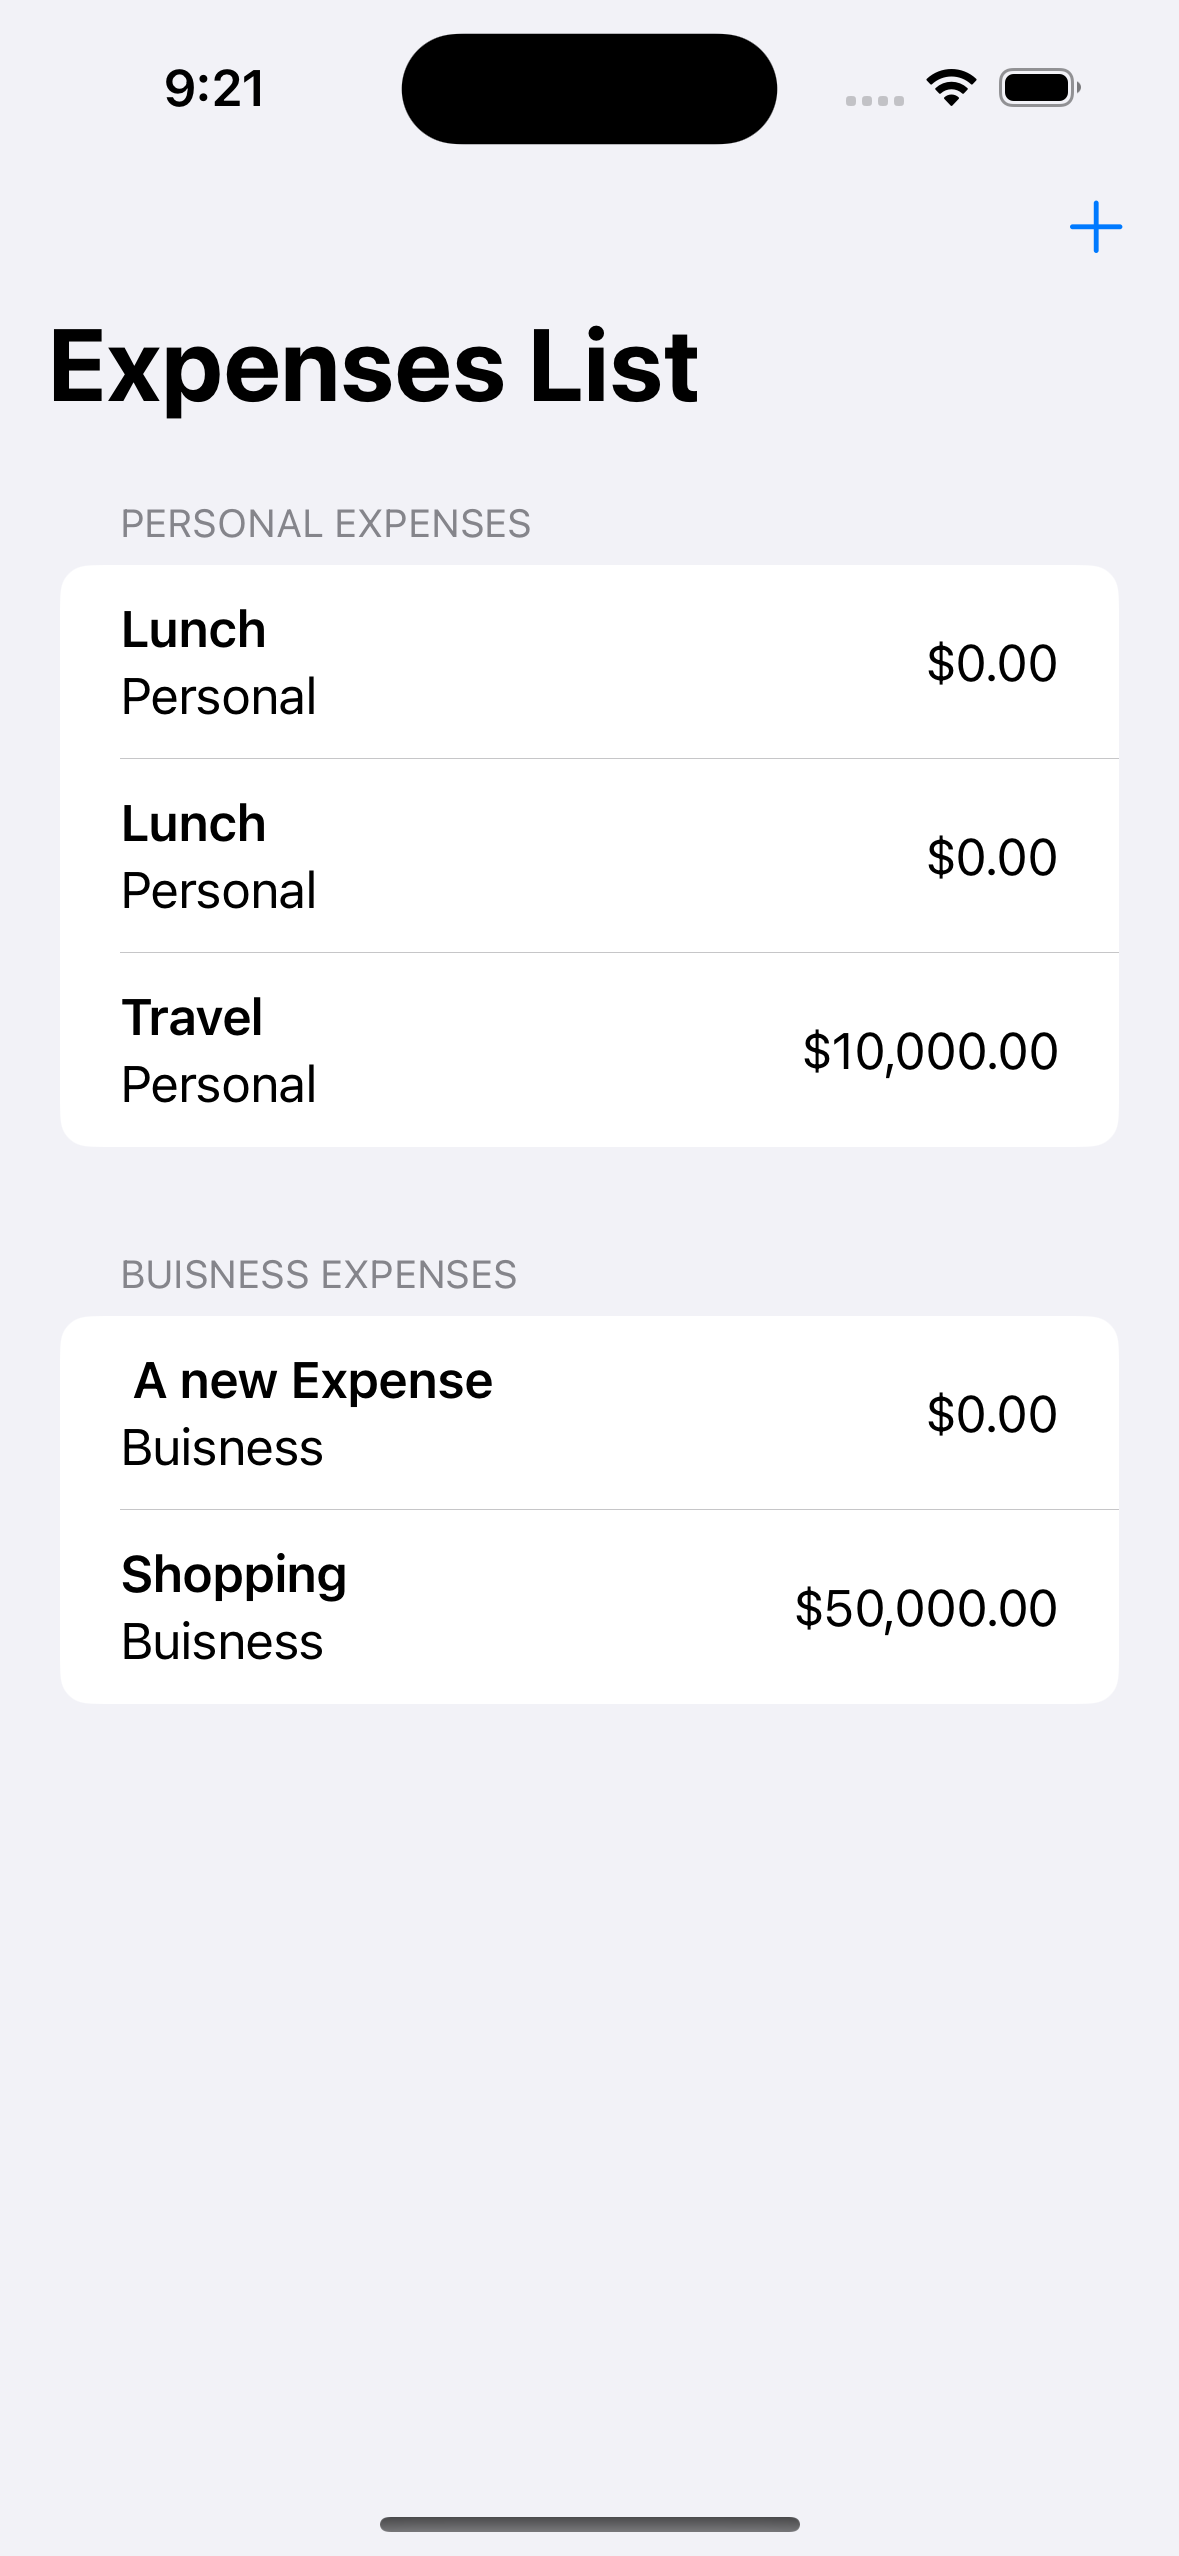 9:21
Expenses List
PERSONAL EXPENSES
Lunch
Personal
$0.00
Lunch
Personal
$0.00
Travel
Personal
$10,000.00
BUISNESS EXPENSES
A new Expense
Buisness
$0.00
Shopping
Buisness
$50,000.00